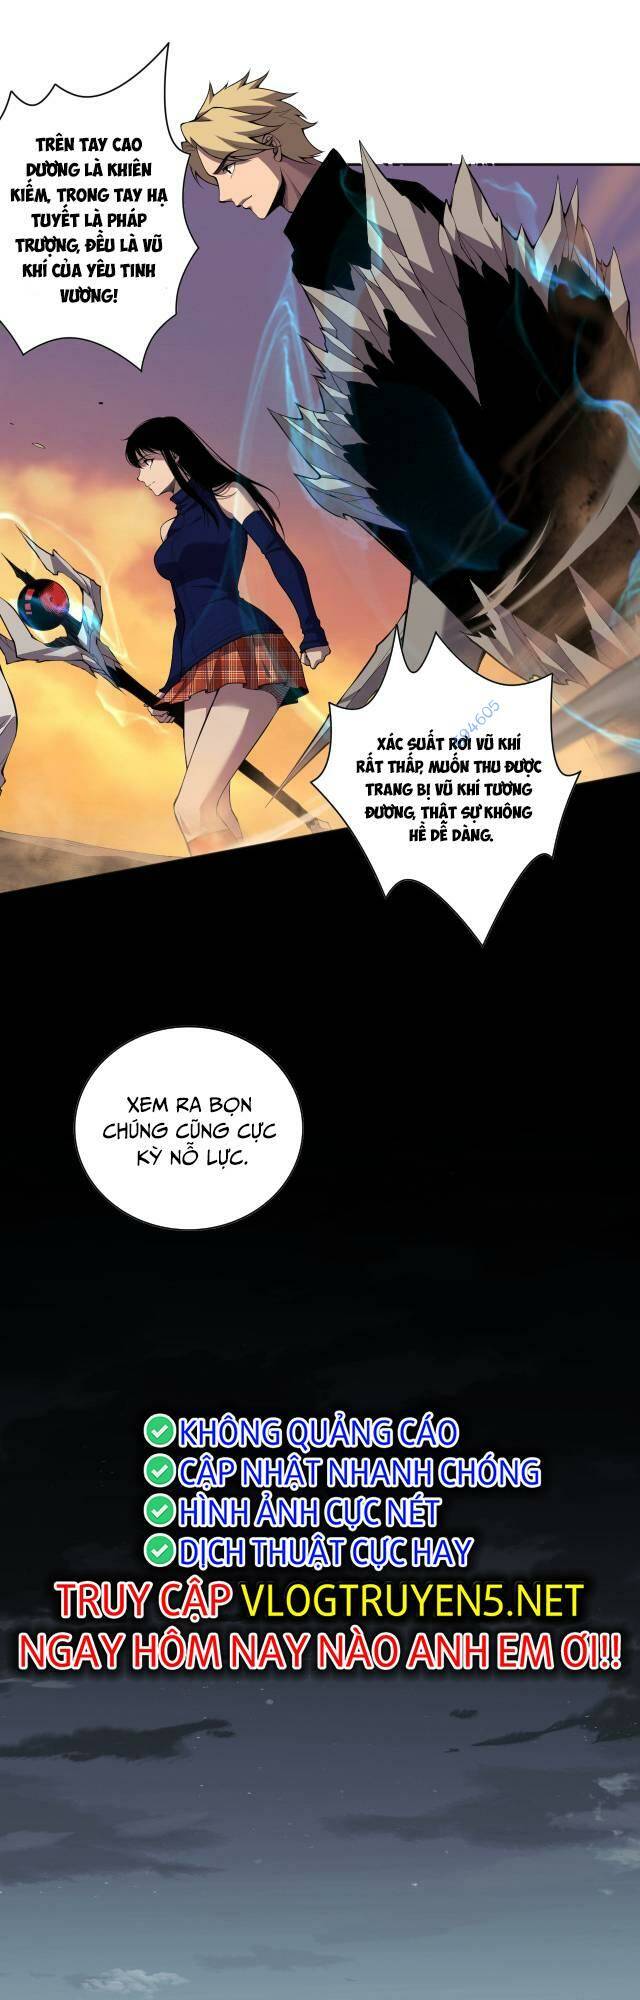 TRÊN TAY CAO
DƯƠNG LÀ KHIÊN
KIẾM, TRONG TAY HẠ
TUYẾT LÀ PHÁP
TRƯỢNG, ĐỀU LÀ VŨ
KHÍ CỦA YÊU TINH
VƯƠNG!
XÁC SUẤT RƠI VŨ KHÍ
RẤT THẤP, MUỐN THU ĐƯỢC
TRANG BỊ VŨ KHÍ TƯƠNG
ĐƯƠNG, THẬT SỰ KHÔNG
HỀ DỄ DÀNG.
XEM RA BỌN
CHÚNG CŨNG CỰC
KỲ NỖ LỰC.
KHÔNG QUẢNG CÁO
CẬP NHẬT NHANH CHÓNG
HÌNH ẢNH CỰC NÉT
DỊCH THUẬT CỰC HAY
TRUY CẬP VLOGTRUYEN5.NET
NGAY HÔM NAY NÀO ANH EM ƠI!!